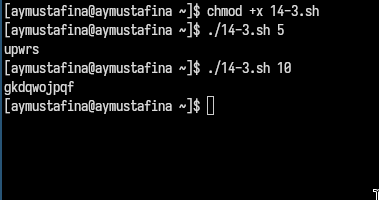 [aymustafina@aymustafina ~]$ chmod +x 14-3.sh
[aymustafina@aymustafina ~]$ ./14-3.sh 5
upwrs
[aymustafina@aymustafina ~]$ ./14-3.sh 10
gkdqwojpqf
[aymustafina@aymustafina ~]$